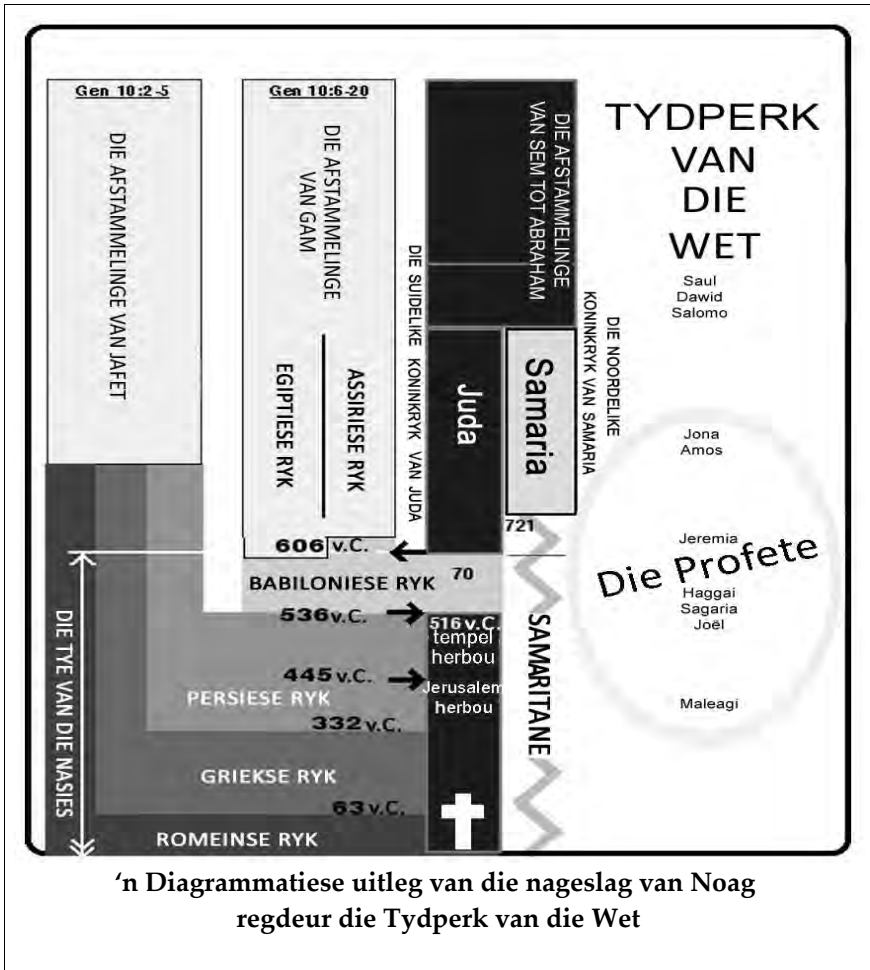 Gen 10:2-5
DIE AFSTAMMELINGE VAN JAFET
Gen 10:6-20
DIE AFSTAMMELINGE
VAN GAM
EGIPTIESE RYK
ASSIRIESE RYK
DIE SUIDELIKE KONINKRYK VAN JUDA
DIE AFSTAMMELINGE
VAN SEM TOT ABRAHAM
Juda
Samaria
DIE NOORDELIKE
KONINKRYK VAN SAMARIA
TYDPERK
VAN
DIE
WET
Saul
Dawid
Salomo
Jona
Amos
Jeremia
Die Profete
Haggai
Sagaria
Joël
Maleagi
721
606 v.C.
70
BABILONIESE RYK
536 v.C.
516 v.C.
tempel
herbou
445 v.C.
Jerusalem
herbou
PERSIESE RYK
332 v.C.
GRIEKSE RYK
63 v.C.
ROMEINSE RYK
DIE TYE VAN DIE NASIES
SAMARITANE
‘n Diagrammatiese uitleg van die nageslag van Noag
regdeur die Tydperk van die Wet